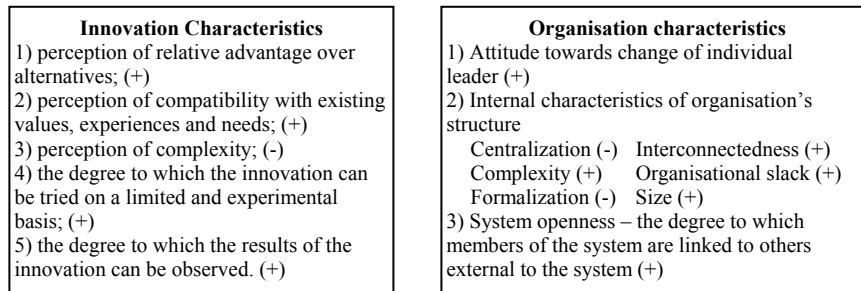 Innovation Characteristics
1) perception of relative advantage over
alternatives; (+)
2) perception of compatibility with existing
values, experiences and needs; (+)
3) perception of complexity; (-)
4) the degree to which the innovation can
be tried on a limited and experimental
basis; (+)
5) the degree to which the results of the
innovation can be observed. (+)
Organisation characteristics
1) Attitude towards change of individual
leader (+)
2) Internal characteristics of organisation’s
structure
Centralization (-) Interconnectedness (+)
Complexity (+) Organisational slack (+)
Formalization (-) Size (+)
3) System openness – the degree to which
members of the system are linked to others
external to the system (+)